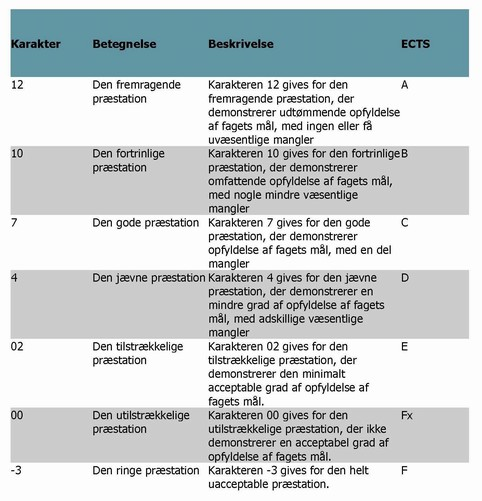 Karakter Betegnelse Beskrivelse ECTS
12 Den fremragende præstation Karakteren 12 gives for den fremragende præstation, der demonstrerer udtømmende opfyldelse af fagets mål, med ingen eller få uvæsentlige mangler A
10 Den fortrinlige præstation Karakteren 10 gives for den fortrinlige præstation, der demonstrerer omfattende opfyldelse af fagets mål, med nogle mindre væsentlige mangler B
7 Den gode præstation Karakteren 7 gives for den gode præstation, der demonstrerer opfyldelse af fagets mål, med en del mangler C
4 Den jævne præstation Karakteren 4 gives for den jævne præstation, der demonstrerer en mindre grad af opfyldelse af fagets mål, med adskillige væsentlige mangler D
02 Den tilstrækkelige præstation Karakteren 02 gives for den tilstrækkelige præstation, der demonstrerer den minimalt acceptable grad af opfyldelse af fagets mål. E
00 Den utilstrækkelige præstation Karakteren 00 gives for den utilstrækkelige præstation, der ikke demonstrerer en acceptabel grad af opfyldelse af fagets mål. Fx
-3 Den ringe præstation Karakteren -3 gives for den helt uacceptable præstation. F